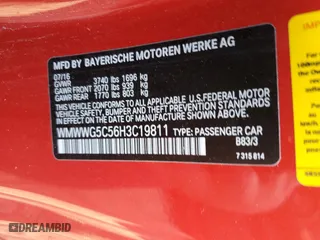 MFD BY BAYERISCHE MOTOREN WERKE AG
07/16
GVWR 3740 lbs 1696 kg
GAWR FRONT 2070 lbs 939 kg
GAWR REAR 1770 lbs 803 kg
THIS VEHICLE CONFORMS TO ALL APPLICABLE U.S. FEDERAL MOTOR
VEHICLE SAFETY, BUMPER, AND THEFT PREVENTION STANDARDS IN
EFFECT ON THE DATE OF MANUFACTURE SHOWN ABOVE.
WMWWG5C56H3C19811 TYPE: PASSENGER CAR
B83/3
7 315 814